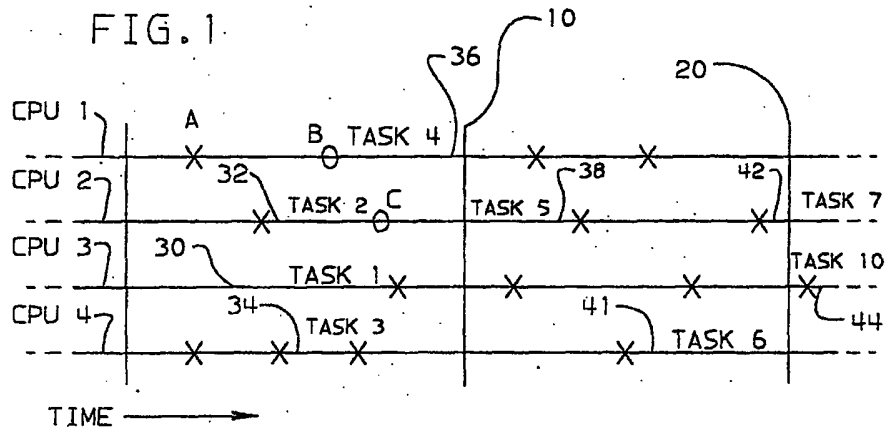 FIG.1
10
36
20
CPU 1
A
B
TASK 4
CPU 2
32
TASK 2
C
TASK 5
38
42
TASK 7
CPU 3
30
TASK 1
TASK 10
CPU 4
34
TASK 3
41
TASK 6
44
TIME